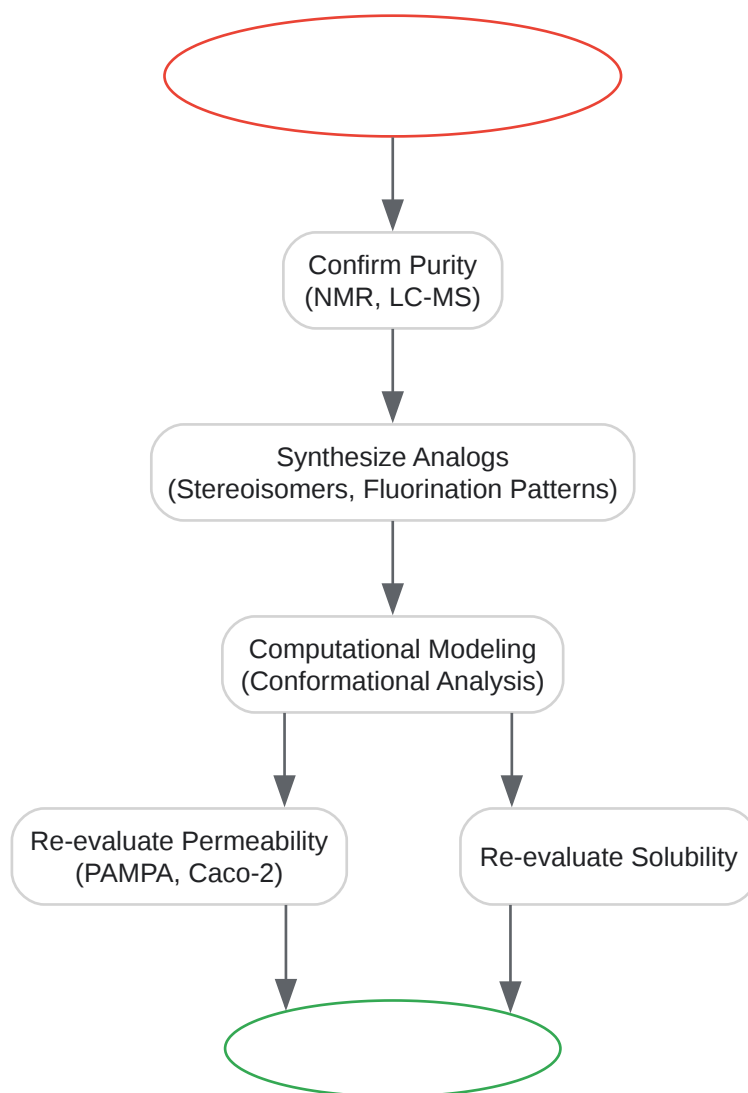 Confirm Purity
(NMR, LC-MS)
Synthesize Analogs
(Stereoisomers, Fluorination Patterns)
Computational Modeling
(Conformational Analysis)
Re-evaluate Permeability
(PAMPA, Caco-2)
Re-evaluate Solubility